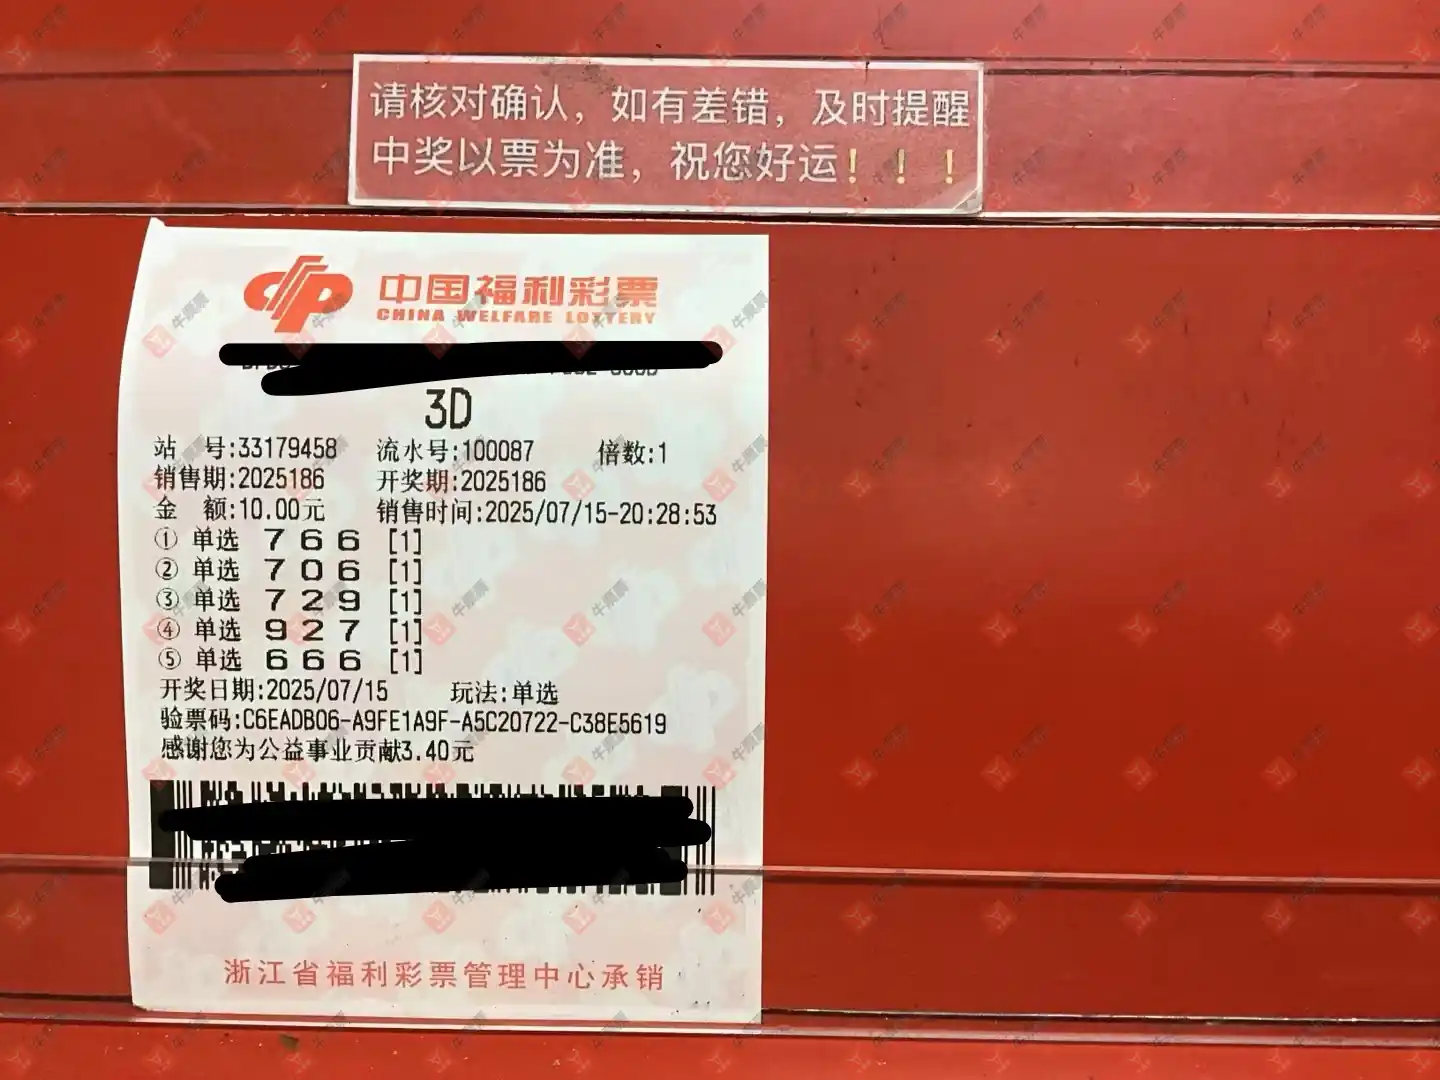 请核对确认，如有差错，及时提醒
中奖以票为准，祝您好运！！！
中国福利彩票
CHINA WELFARE LOTTERY
3D
站 号:33179458 流水号:100087 倍数:1
销售期:2025186 开奖期:2025186
金 额:10.00元 销售时间:2025/07/15-20:28:53
① 单选 7 6 6 [1]
② 单选 7 0 6 [1]
③ 单选 7 2 9 [1]
④ 单选 9 2 7 [1]
⑤ 单选 6 6 6 [1]
开奖日期:2025/07/15 玩法:单选
验票码:C6EADB06-A9FE1A9F-A5C20722-C38E5619
感谢您为公益事业贡献3.40元
浙江省福利彩票管理中心承销
牛票票